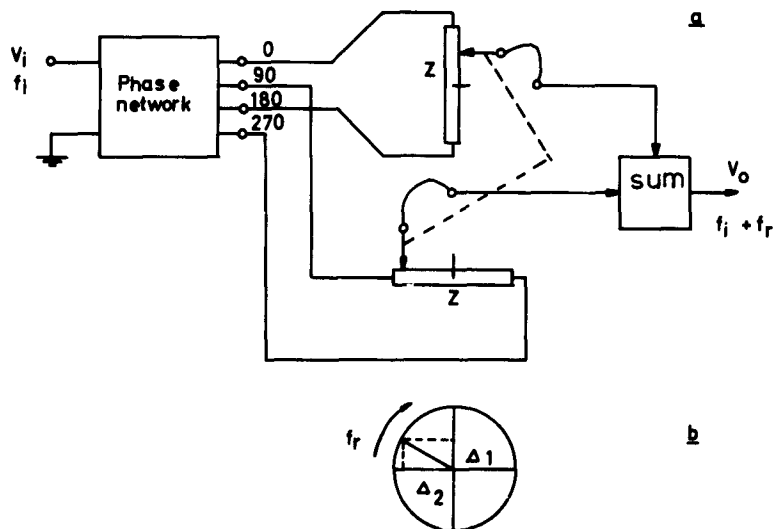 a
0
Vi
fi
Phase
network
90
180
270
Z
sum
Vo
fi + fr
Z
b
fr
Δ1
Δ2